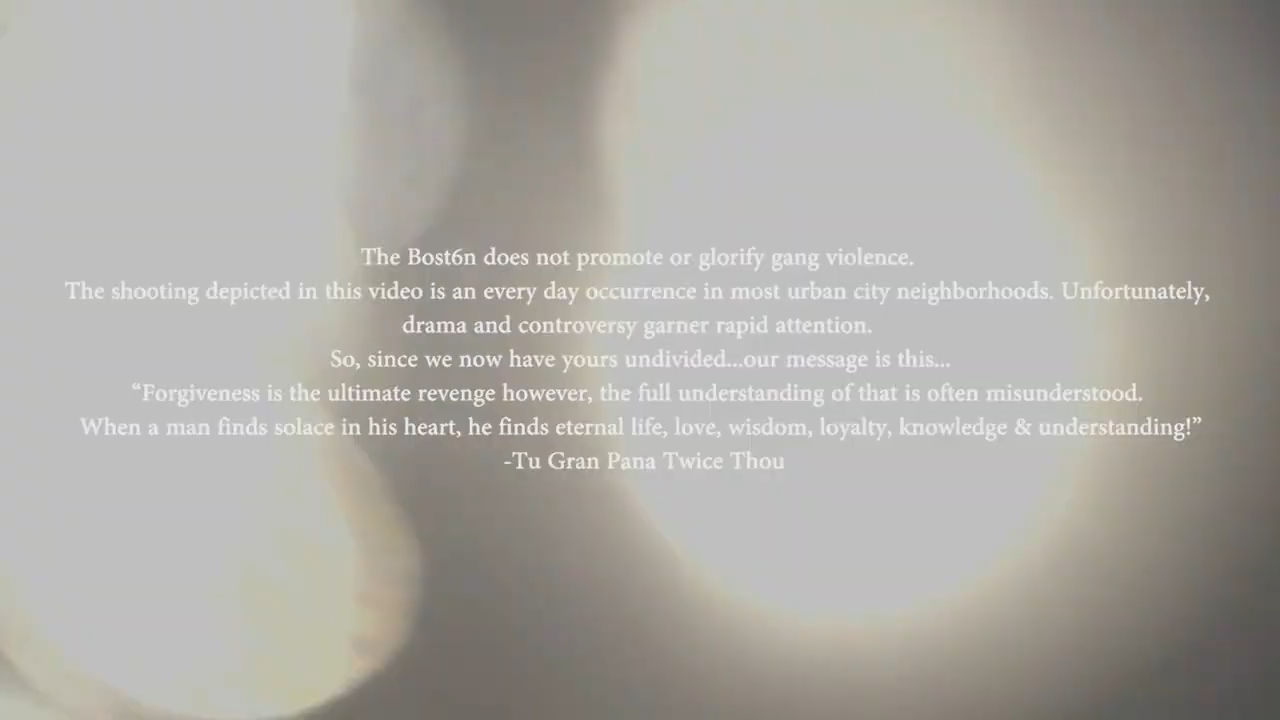 The Bost6n does not promote or glorify gang violence.
The shooting depicted in this video is an every day occurrence in most urban city neighborhoods. Unfortunately,
drama and controversy garner rapid attention.
So, since we now have yours undivided...our message is this...
“Forgiveness is the ultimate revenge however, the full understanding of that is often misunderstood.
When a man finds solace in his heart, he finds eternal life, love, wisdom, loyalty, knowledge & understanding!”
-Tu Gran Pana Twice Thou